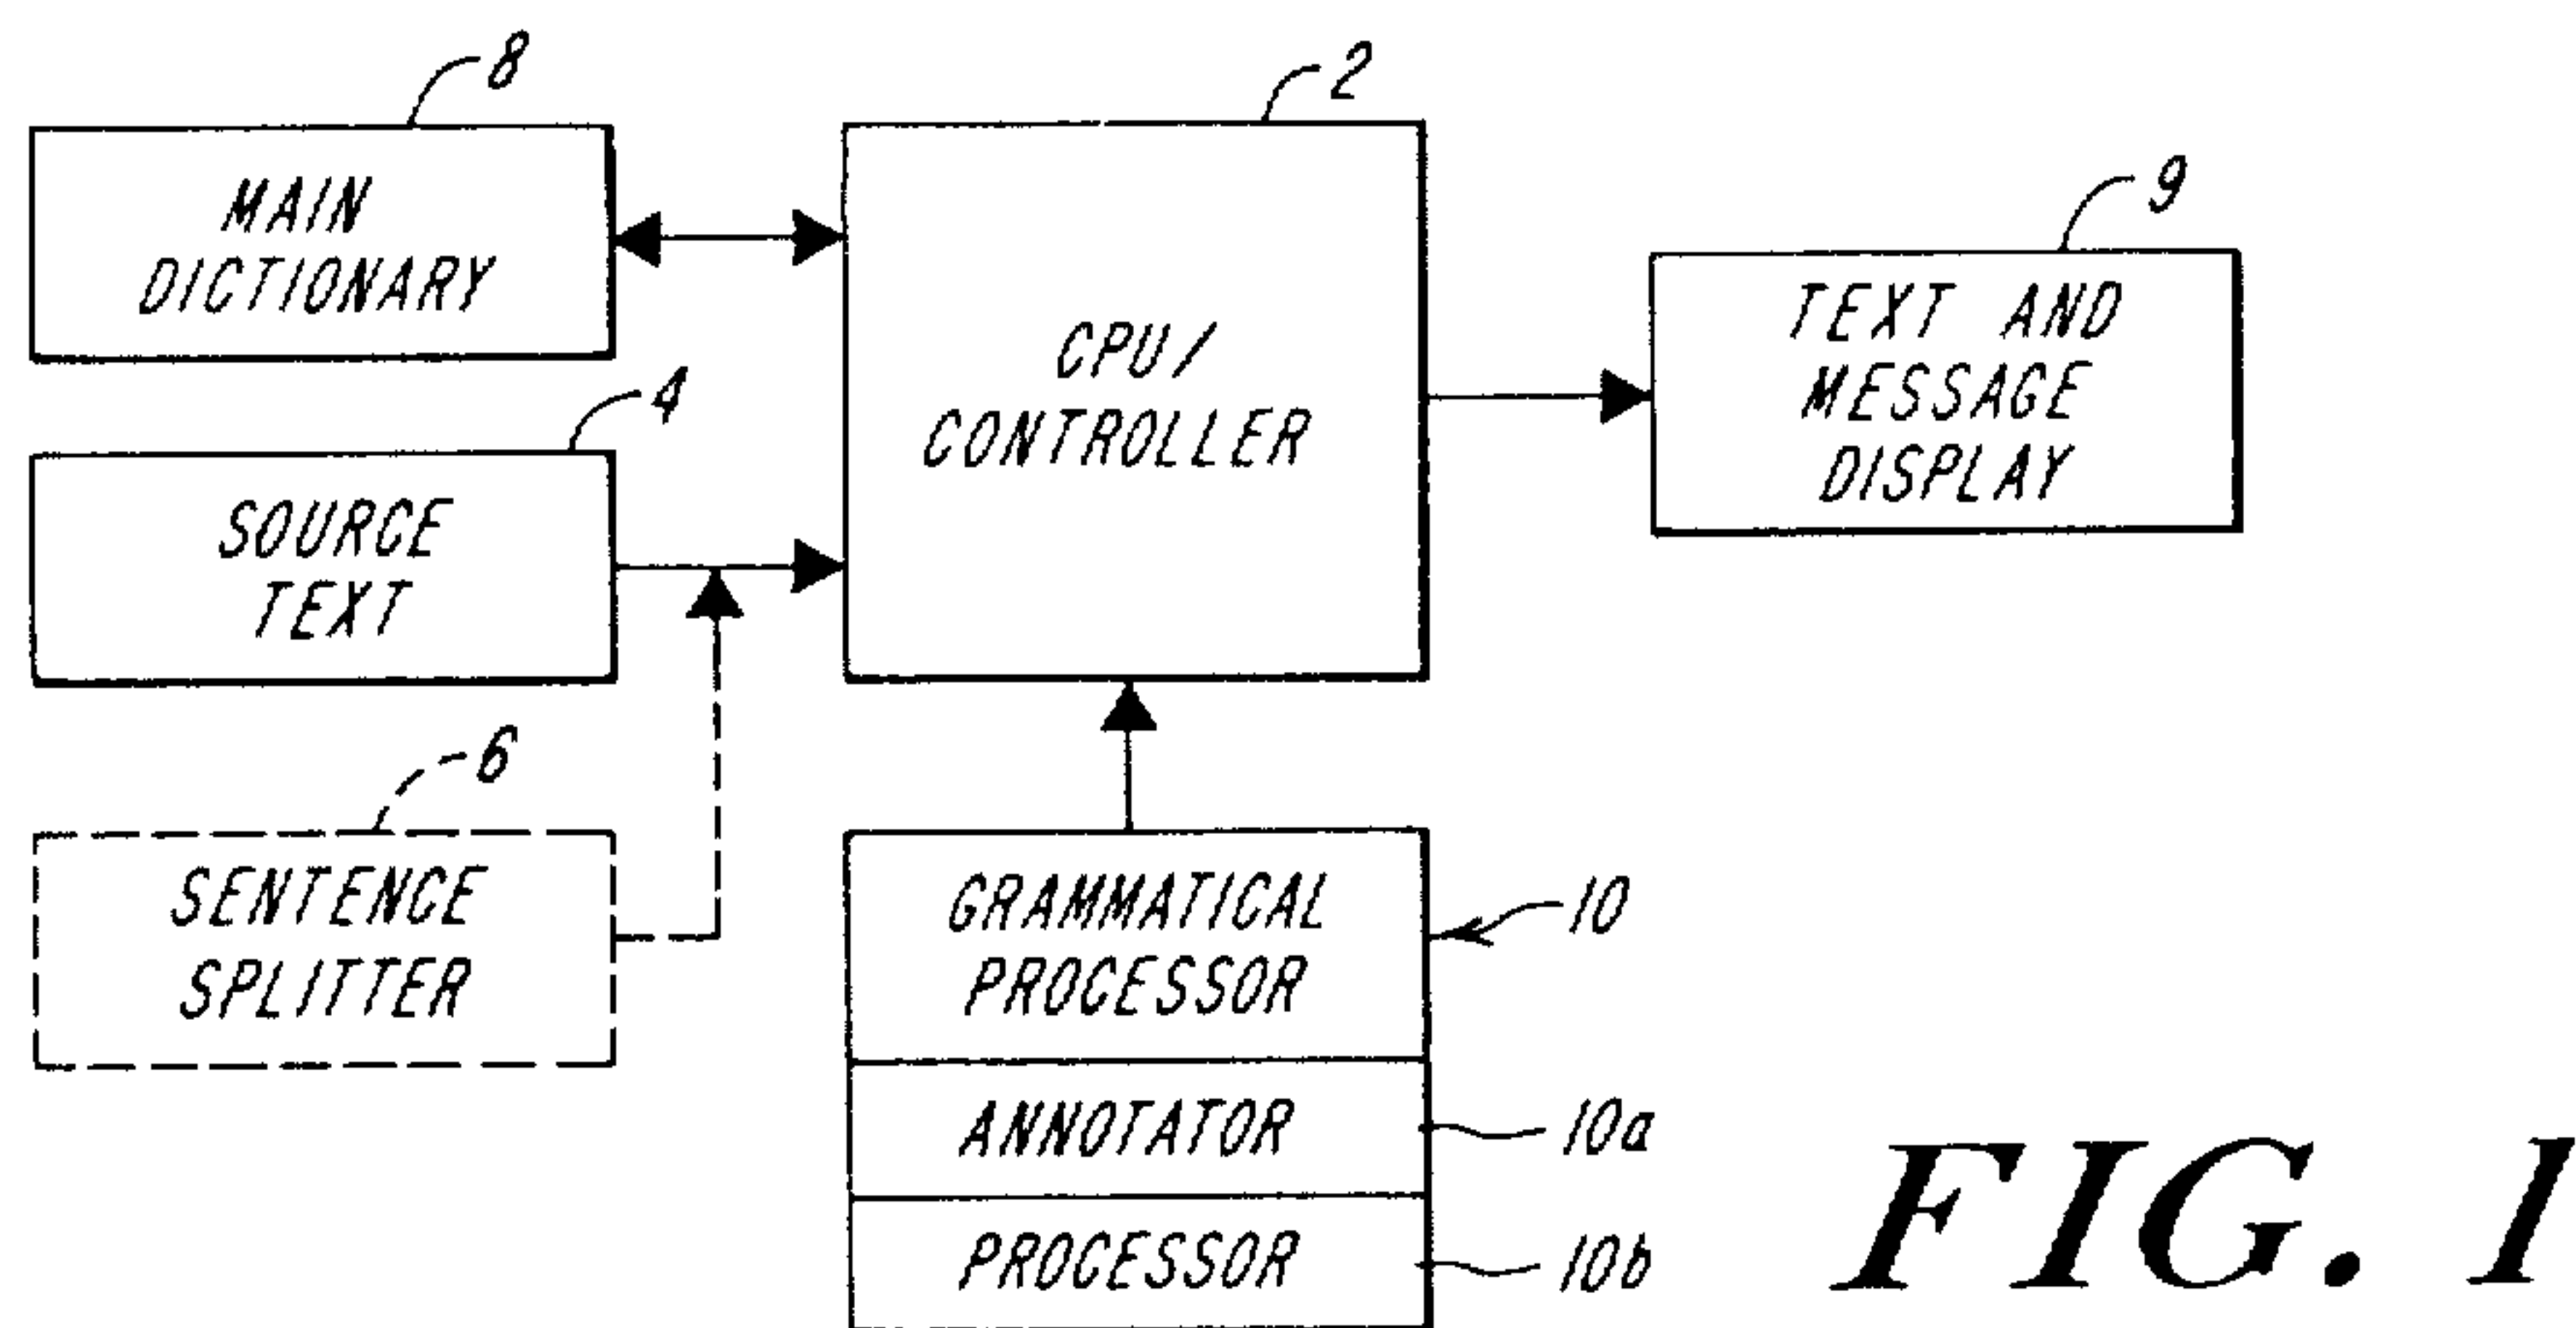 8
MAIN
DICTIONARY
2
CPU/
CONTROLLER
9
TEXT AND
MESSAGE
DISPLAY
4
SOURCE
TEXT
6
SENTENCE
SPLITTER
GRAMMATICAL
PROCESSOR
10
ANNOTATOR
10a
PROCESSOR
10b
FIG. 1